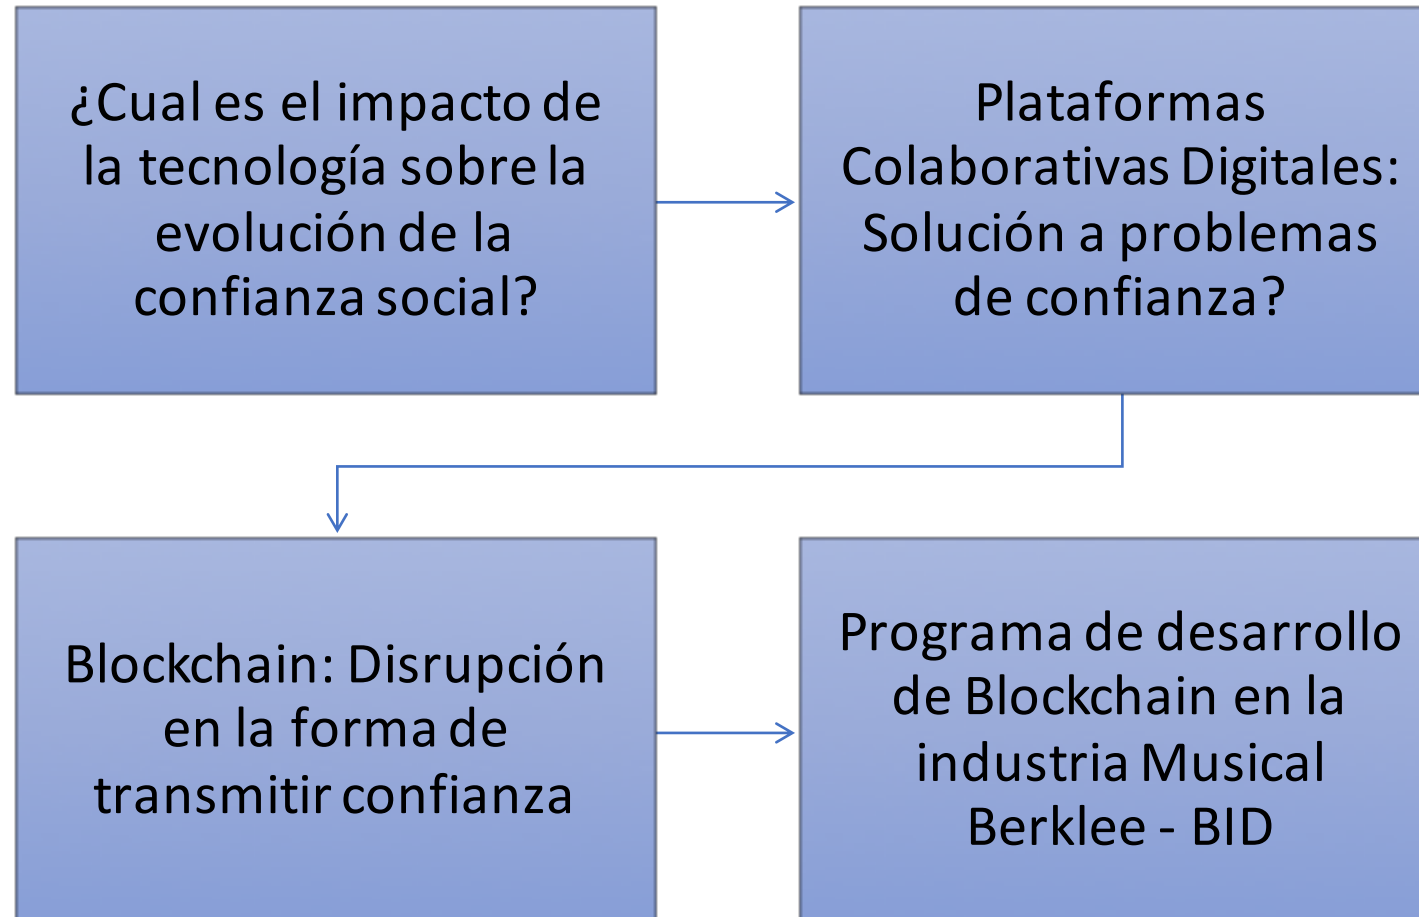 ¿Cual es el impacto de
la tecnología sobre la
evolución de la
confianza social?
Plataformas
Colaborativas Digitales:
Solución a problemas
de confianza?
Blockchain: Disrupción
en la forma de
transmitir confianza
Programa de desarrollo
de Blockchain en la
industria Musical
Berklee - BID